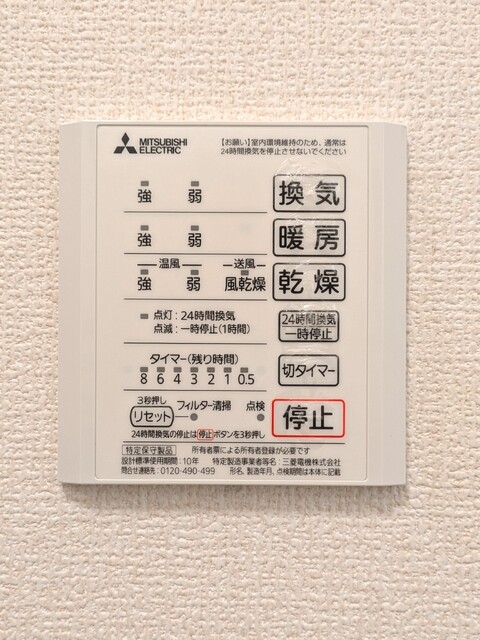 MITSUBISHI
ELECTRIC
【お願い】室内環境維持のため、通常は
24時間換気を停止させないでください
強 弱 換気
強 弱 暖房
温風 送風
強 弱 風乾燥 乾燥
点灯：24時間換気
点滅：一時停止(1時間)
24時間換気
一時停止
タイマー(残り時間)
8 6 4 3 2 1 0.5
切タイマー
3秒押し
リセット フィルター清掃 点検
停止
24時間換気の停止は停止ボタンを3秒押し
特定保守製品 所有者票による所有者登録が必要です
設計標準使用期間：10年 特定製造事業者等名：三菱電機株式会社
問合せ連絡先：0120-490-499 形名、製造年月、点検期間は本体に記載